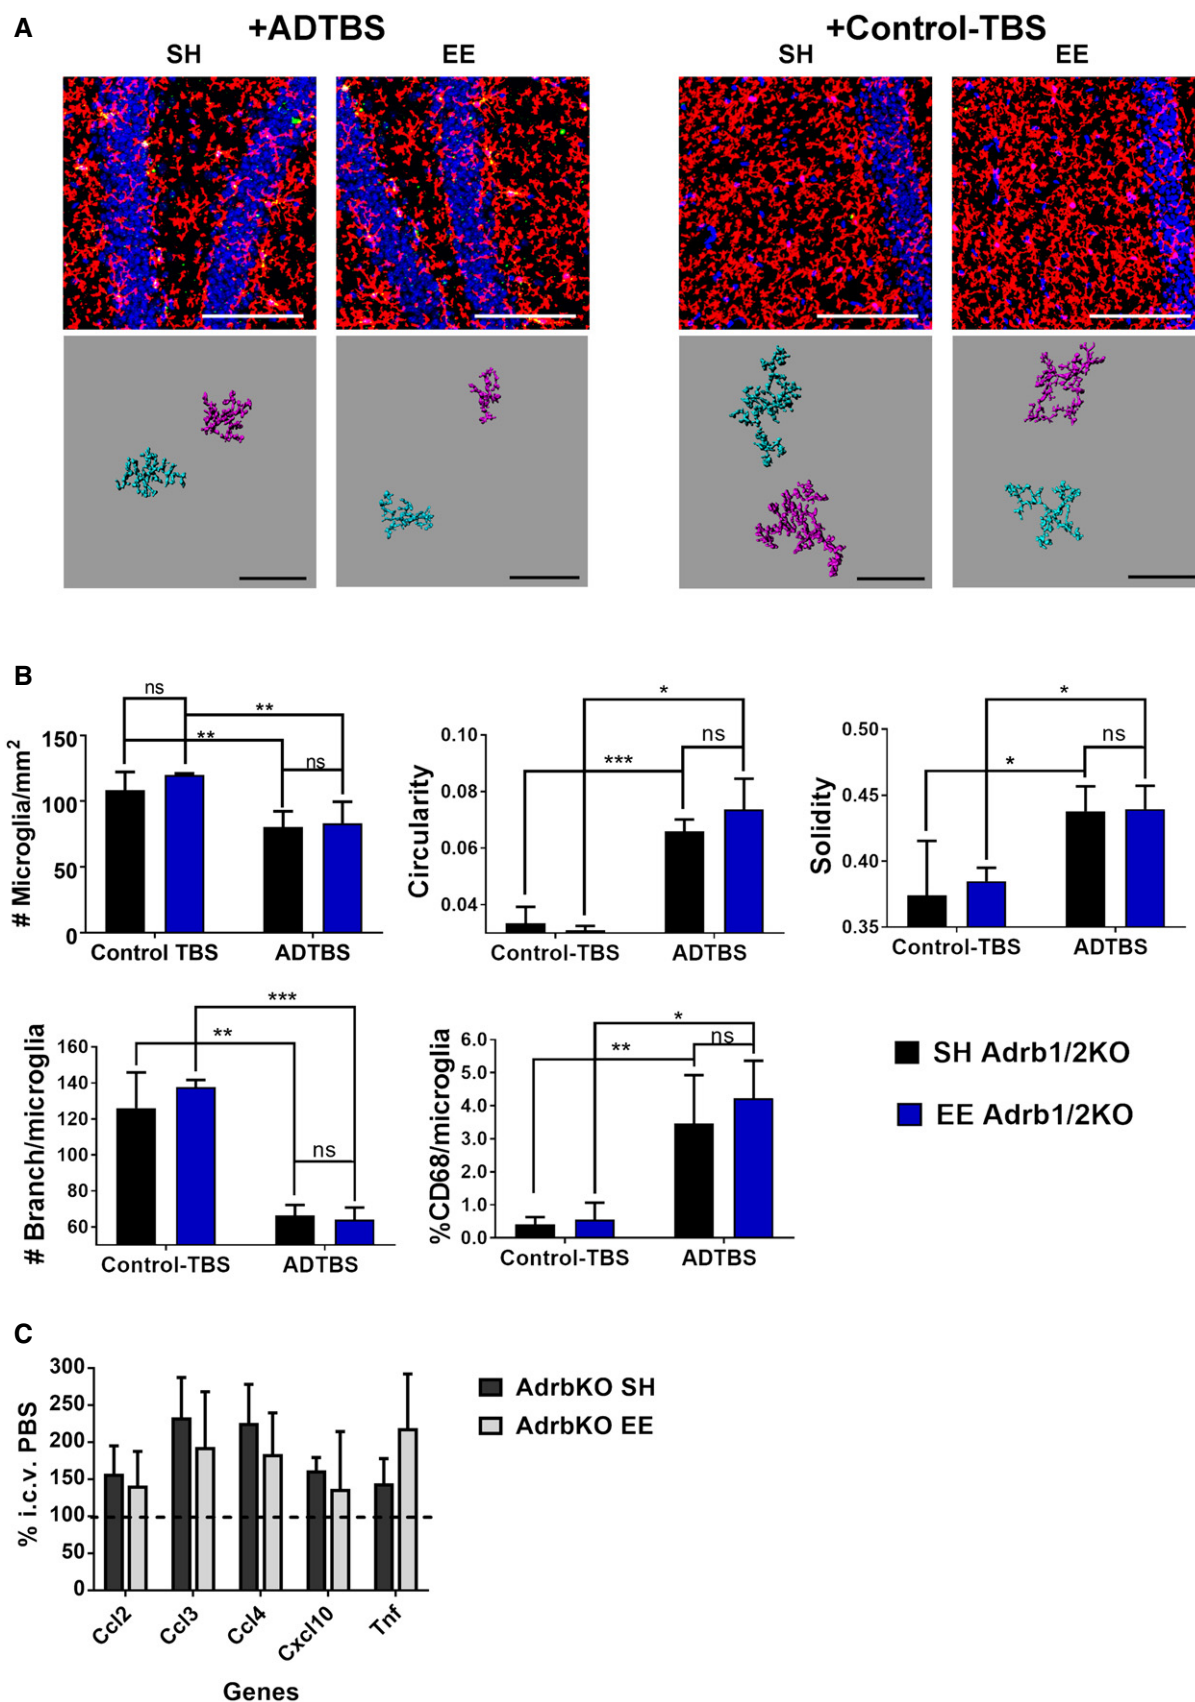 A
+ADTBS
+Control-TBS
SH
EE
SH
EE
B
ns
**
**
ns
# Microglia/mm2
150
100
50
0
Control TBS
ADTBS
*
***
ns
Circularity
0.10
0.08
0.06
0.04
Control-TBS
ADTBS
*
*
ns
Solidity
0.50
0.45
0.40
0.35
Control-TBS
ADTBS
***
**
ns
# Branch/microglia
160
140
120
100
80
60
Control-TBS
ADTBS
*
**
ns
%CD68/microglia
6.0
5.0
4.0
3.0
2.0
1.0
0.0
Control-TBS
ADTBS
SH Adrb1/2KO
EE Adrb1/2KO
C
% i.c.v. PBS
300
250
200
150
100
50
0
Ccl2
Ccl3
Ccl4
Cxcl10
Tnf
Genes
AdrbKO SH
AdrbKO EE